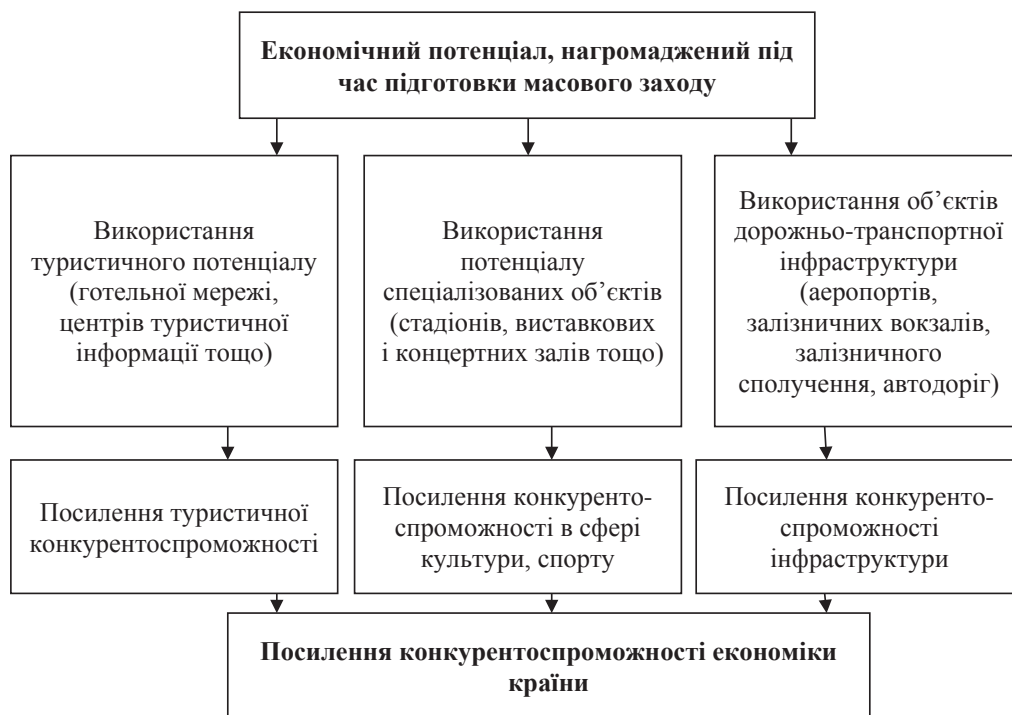 Економічний потенціал, нагромаджений під
час підготовки масового заходу
Використання
туристичного потенціалу
(готельної мережі,
центрів туристичної
інформації тощо)
Використання
потенціалу
спеціалізованих об’єктів
(стадіонів, виставкових
і концертних залів тощо)
Використання об’єктів
дорожньо-транспортної
інфраструктури
(аеропортів,
залізничних вокзалів,
залізничного
сполучення, автодоріг)
Посилення туристичної
конкурентоспроможності
Посилення конкуренто-
спроможності в сфері
культури, спорту
Посилення конкуренто-
спроможності
інфраструктури
Посилення конкурентоспроможності економіки
країни